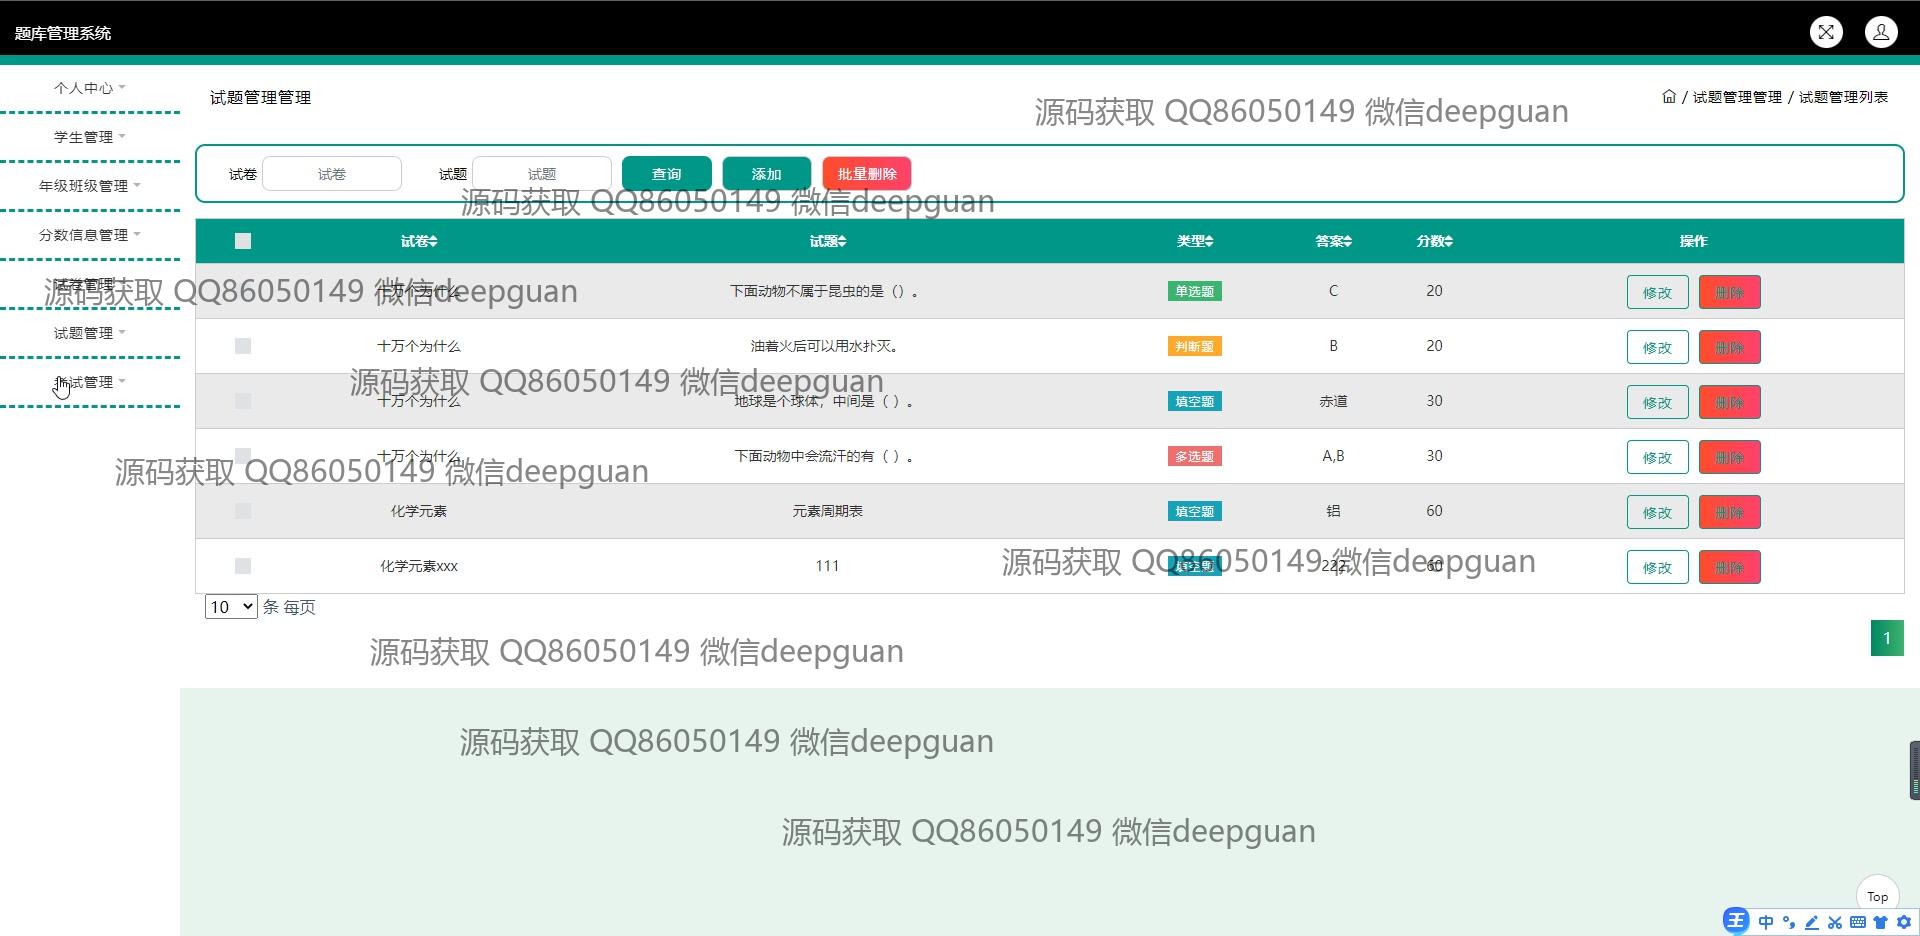 题库管理系统
个人中心
学生管理
年级班级管理
分数信息管理
试卷管理
试题管理
考试管理
试题管理管理
/ 试题管理管理 / 试题管理列表
源码获取 QQ86050149 微信deepguan
试卷 试卷 试题 试题 查询 添加 批量删除
源码获取 QQ86050149 微信deepguan
试卷 试题 类型 答案 分数 操作
十万个为什么 下面动物不属于昆虫的是（）。 单选题 C 20 修改 删除
源码获取 QQ86050149 微信deepguan
十万个为什么 油着火后可以用水扑灭。 判断题 B 20 修改 删除
源码获取 QQ86050149 微信deepguan
十万个为什么 地球是个球体，中间是（ ）。 填空题 赤道 30 修改 删除
十万个为什么 下面动物中会流汗的有（ ）。 多选题 A,B 30 修改 删除
源码获取 QQ86050149 微信deepguan
化学元素 元素周期表 填空题 铝 60 修改 删除
化学元素xxx 111 填空题 222 60 修改 删除
源码获取 QQ86050149 微信deepguan
10 条 每页
1
源码获取 QQ86050149 微信deepguan
源码获取 QQ86050149 微信deepguan
源码获取 QQ86050149 微信deepguan
Top
王 中